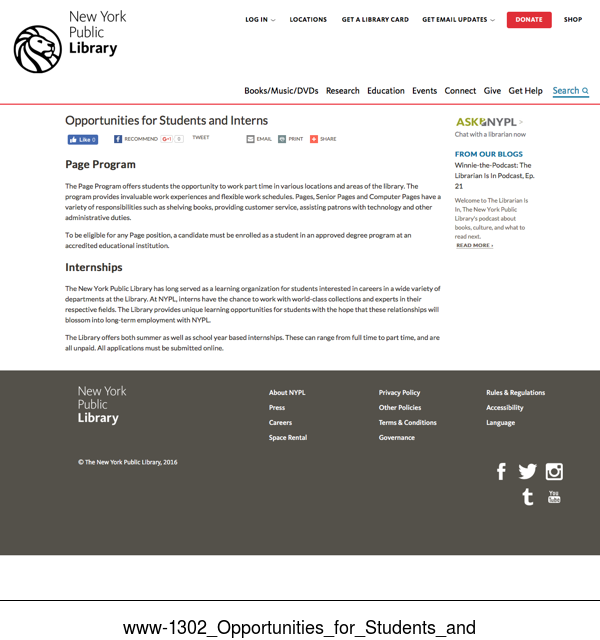 New York
Public
Library
LOG IN
LOCATIONS
GET A LIBRARY CARD
GET EMAIL UPDATES
DONATE
SHOP
Books/Music/DVDs Research Education Events Connect Give Get Help Search
Opportunities for Students and Interns
Like 0
RECOMMEND
G+1 0
TWEET
EMAIL
PRINT
SHARE
Page Program
The Page Program offers students the opportunity to work part time in various locations and areas of the library. The
program provides invaluable work experiences and flexible work schedules. Pages, Senior Pages and Computer Pages have a
variety of responsibilities such as shelving books, providing customer service, assisting patrons with technology and other
administrative duties.
To be eligible for any Page position, a candidate must be enrolled as a student in an approved degree program at an
accredited educational institution.
Internships
The New York Public Library has long served as a learning organization for students interested in careers in a wide variety of
departments at the Library. At NYPL, interns have the chance to work with world-class collections and experts in their
respective fields. The Library provides unique learning opportunities for students with the hope that these relationships will
blossom into long-term employment with NYPL.
The Library offers both summer as well as school year based internships. These can range from full time to part time, and are
all unpaid. All applications must be submitted online.
ASK NYPL >
Chat with a librarian now
FROM OUR BLOGS
Winnie-the-Podcast: The
Librarian Is In Podcast, Ep.
21
Welcome to The Librarian Is
In, The New York Public
Library's podcast about
books, culture, and what to
read next.
READ MORE ›
New York
Public
Library
© The New York Public Library, 2016
About NYPL
Press
Careers
Space Rental
Privacy Policy
Other Policies
Terms & Conditions
Governance
Rules & Regulations
Accessibility
Language
You
Tube
www-1302_Opportunities_for_Students_and